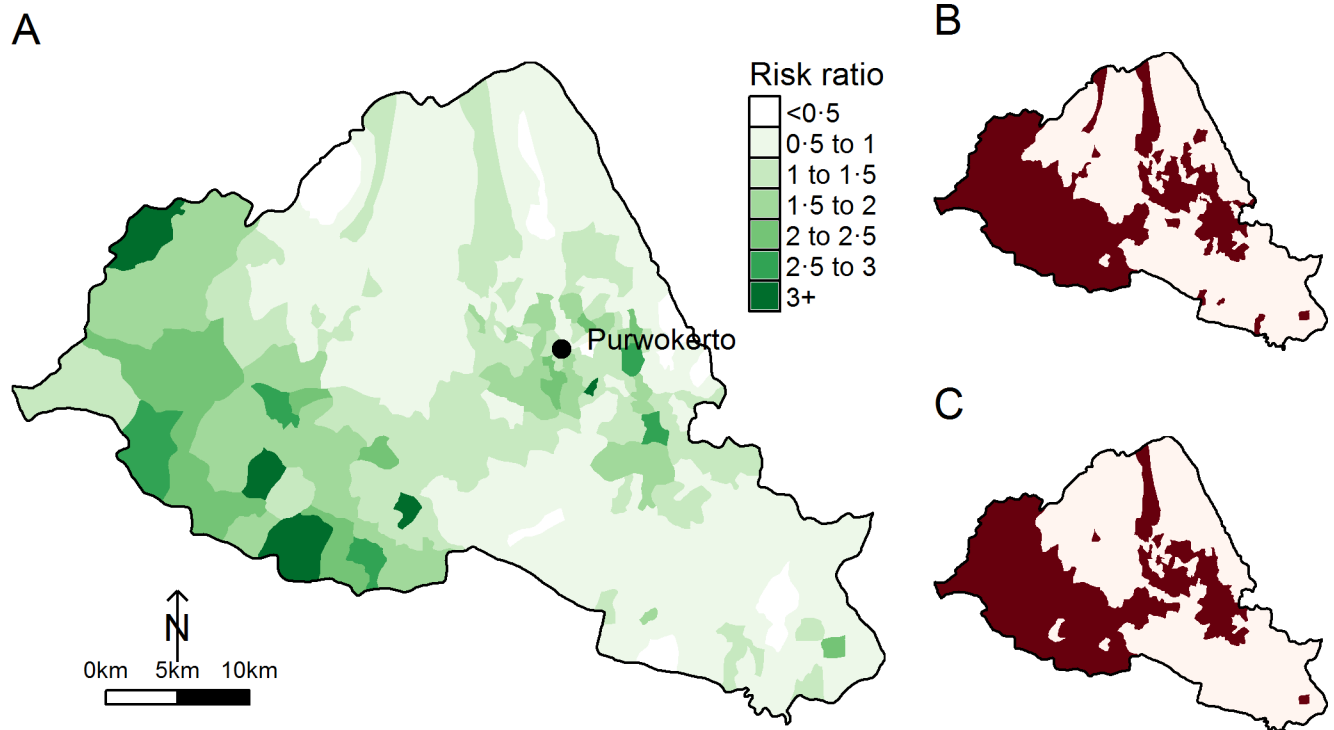 A
Risk ratio
<0·5
0·5 to 1
1 to 1·5
1·5 to 2
2 to 2·5
2·5 to 3
3+
Purwokerto
N
0km 5km 10km
B
C